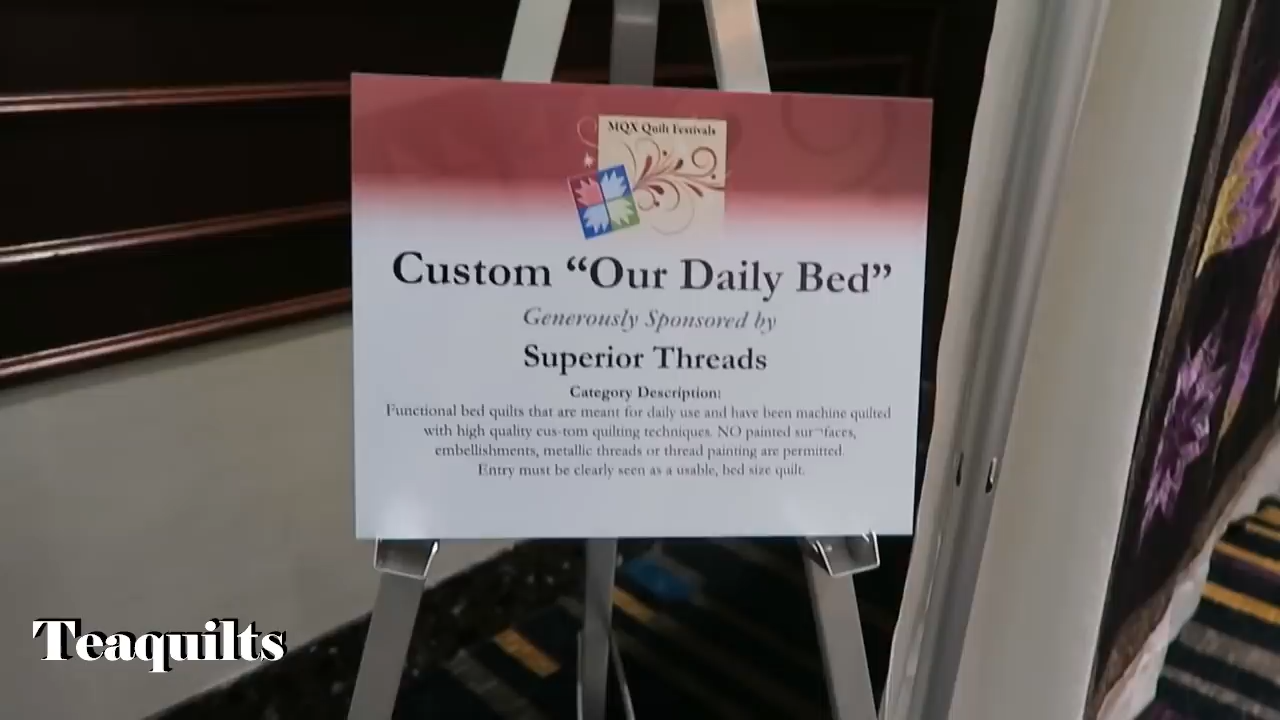 MQX Quilt Festivals
Custom “Our Daily Bed”
Generously Sponsored by
Superior Threads
Category Description:
Functional bed quilts that are meant for daily use and have been machine quilted
with high quality cus-tom quilting techniques. NO painted sur¬faces,
embellishments, metallic threads or thread painting are permitted.
Entry must be clearly seen as a usable, bed size quilt.
Teaquilts